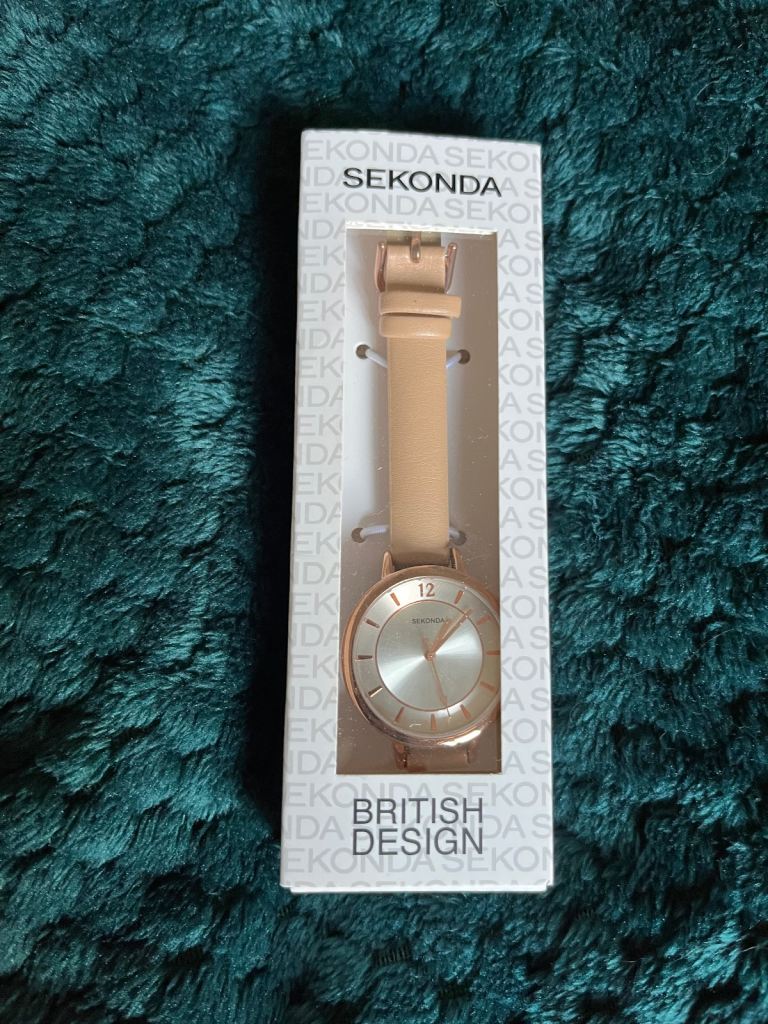 SEKONDA
12
SEKONDA
BRITISH
DESIGN